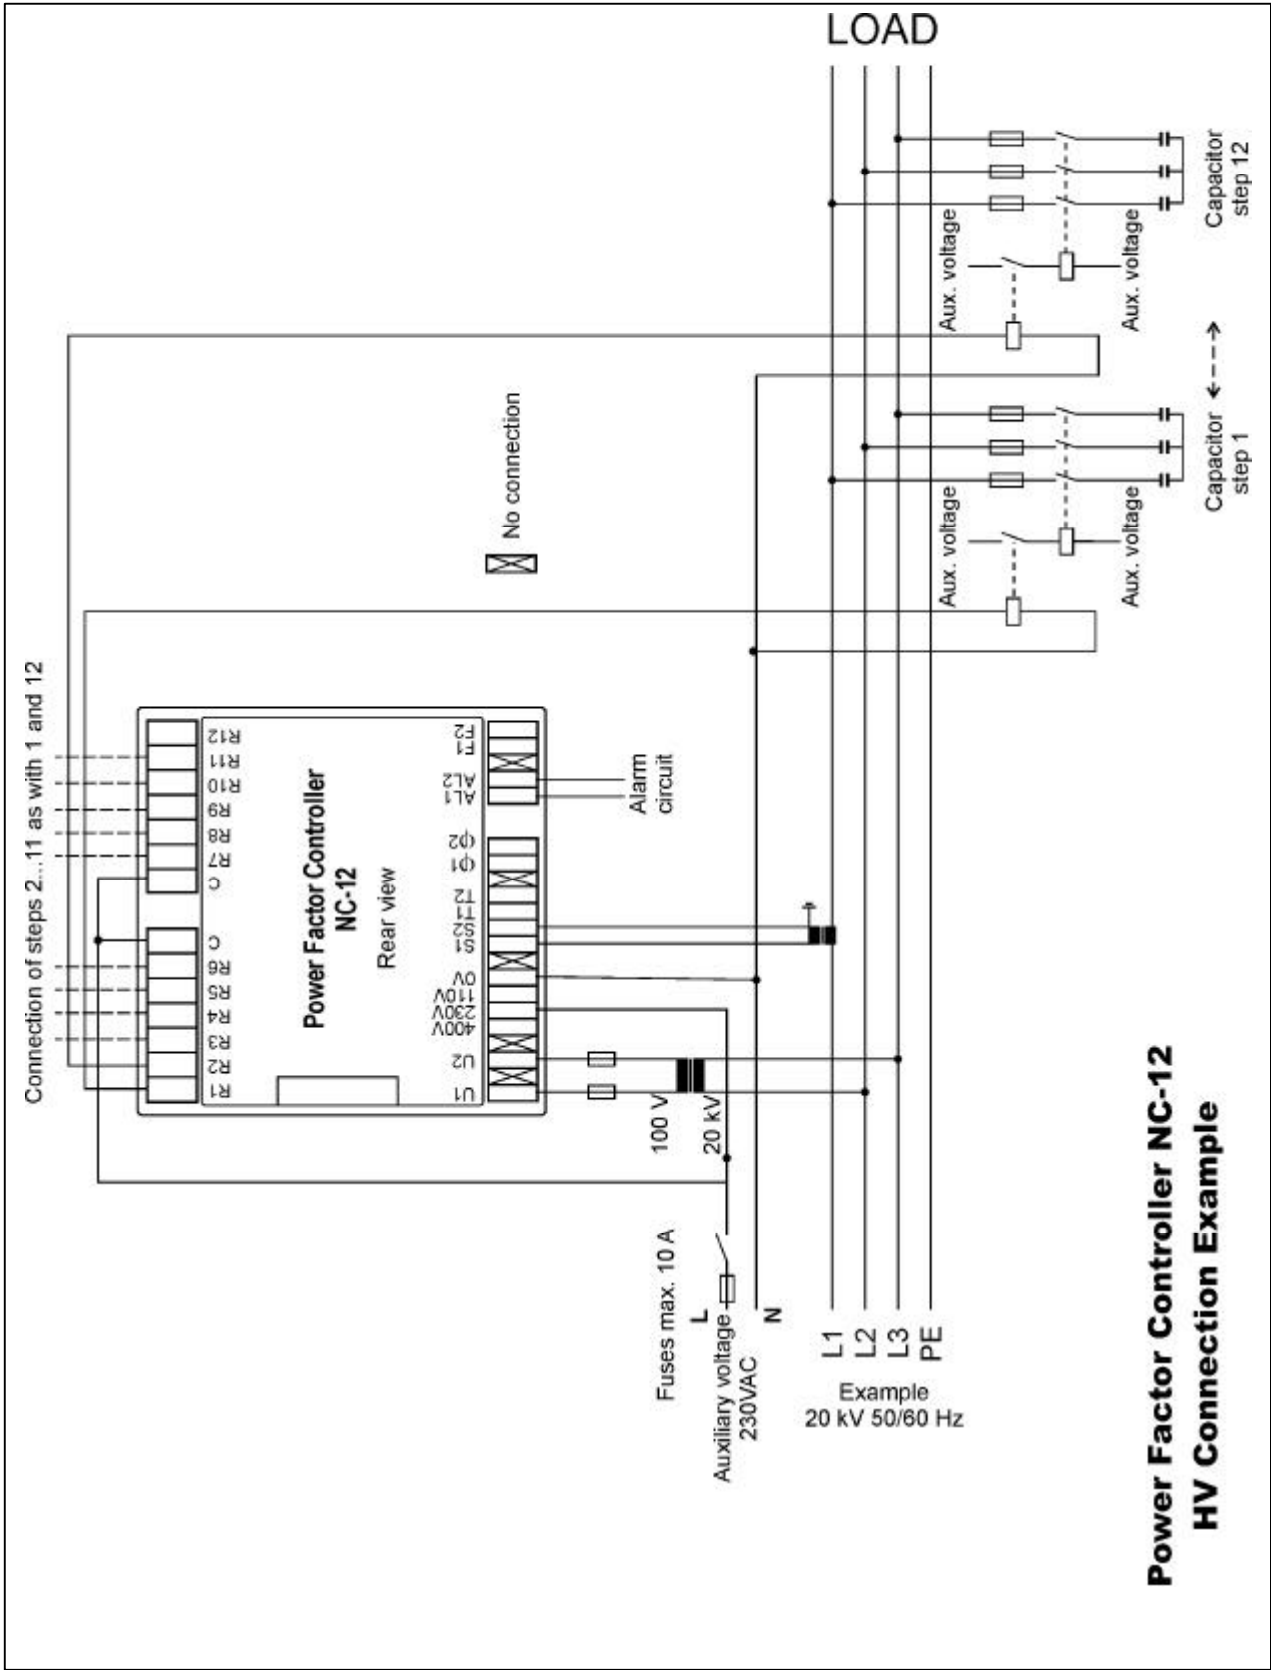 Connection of steps 2...11 as with 1 and 12
R1
R2
R3
R4
R5
R6
C
C
R7
R8
R9
R10
R11
R12
Power Factor Controller
NC-12
Rear view
U1
U2
400V
230V
110V
0V
S1
S2
T1
T2
φ1
φ2
AL1
AL2
F1
F2
No connection
Alarm
circuit
100 V
20 kV
Fuses max. 10 A
L
Auxiliary voltage
230VAC
N
L1
L2
L3
PE
Example
20 kV 50/60 Hz
LOAD
Aux. voltage
Aux. voltage
Capacitor
step 1
Aux. voltage
Aux. voltage
Capacitor
step 12
Power Factor Controller NC-12
HV Connection Example